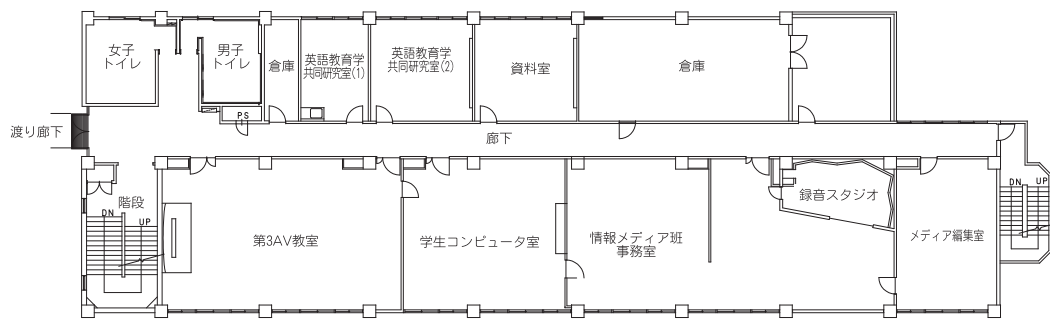 女子
トイレ
男子
トイレ
倉庫
英語教育学
共同研究室(1)
英語教育学
共同研究室(2)
資料室
倉庫
PS
渡り廊下
廊下
階段
DN
UP
第3AV教室
学生コンピュータ室
情報メディア班
事務室
録音スタジオ
メディア編集室
DN
UP